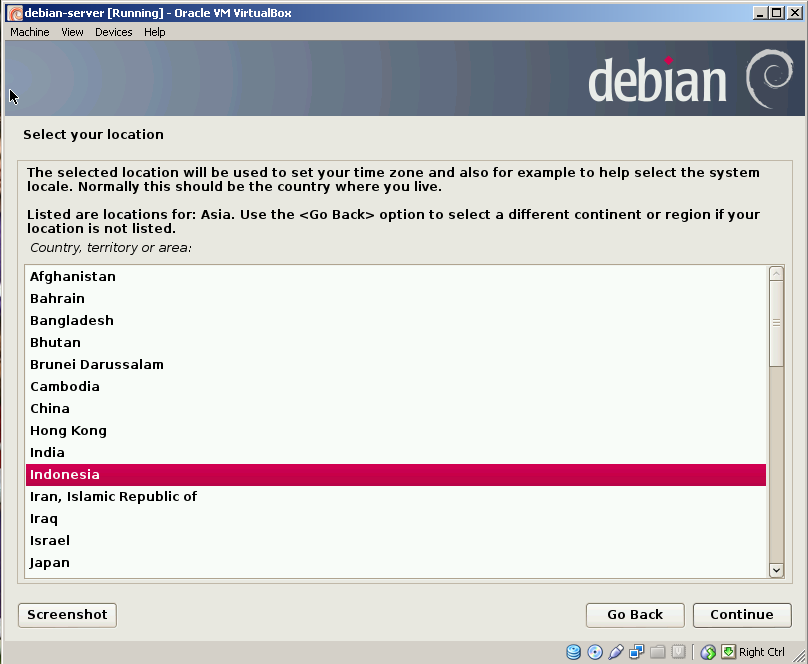 debian-server [Running] - Oracle VM VirtualBox
Machine View Devices Help
debian
Select your location
The selected location will be used to set your time zone and also for example to help select the system
locale. Normally this should be the country where you live.
Listed are locations for: Asia. Use the <Go Back> option to select a different continent or region if your
location is not listed.
Country, territory or area:
Afghanistan
Bahrain
Bangladesh
Bhutan
Brunei Darussalam
Cambodia
China
Hong Kong
India
Indonesia
Iran, Islamic Republic of
Iraq
Israel
Japan
Screenshot Go Back Continue
Right Ctrl